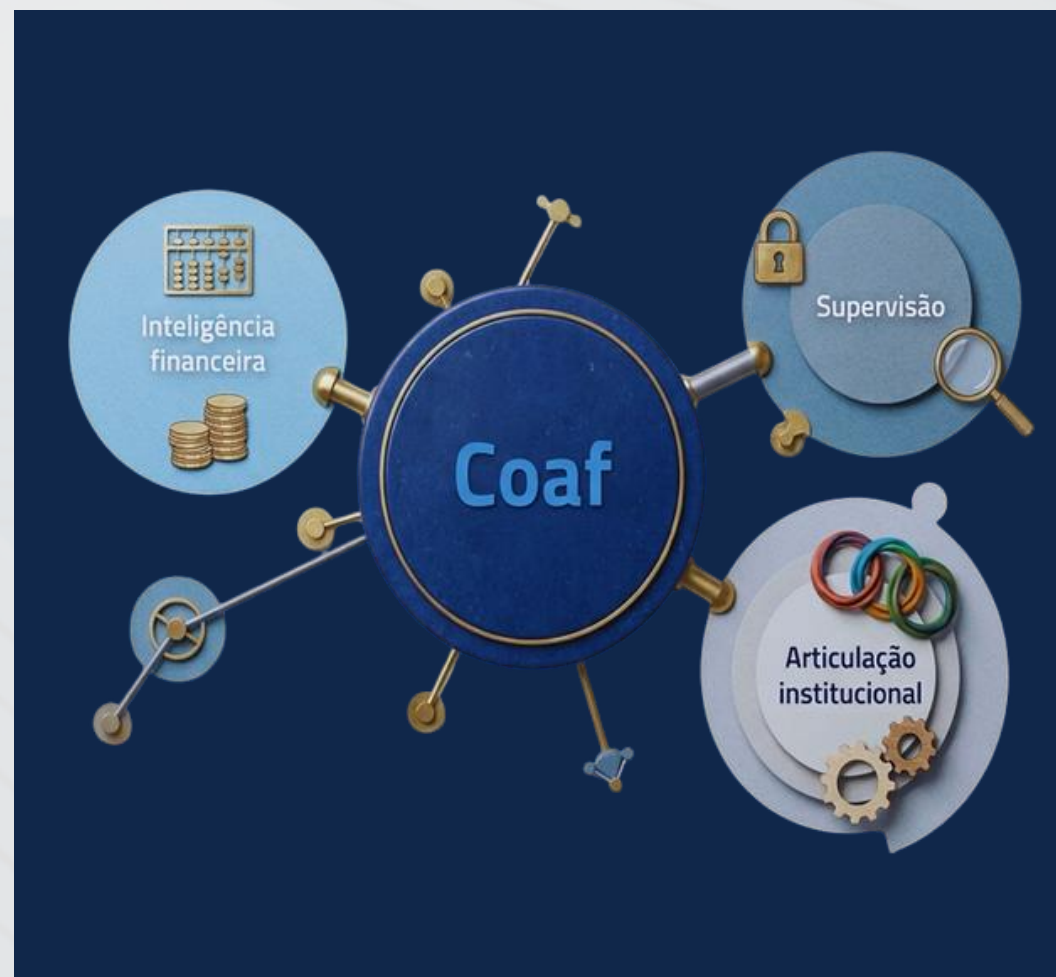 Inteligência
financeira
Supervisão
Coaf
Articulação
institucional